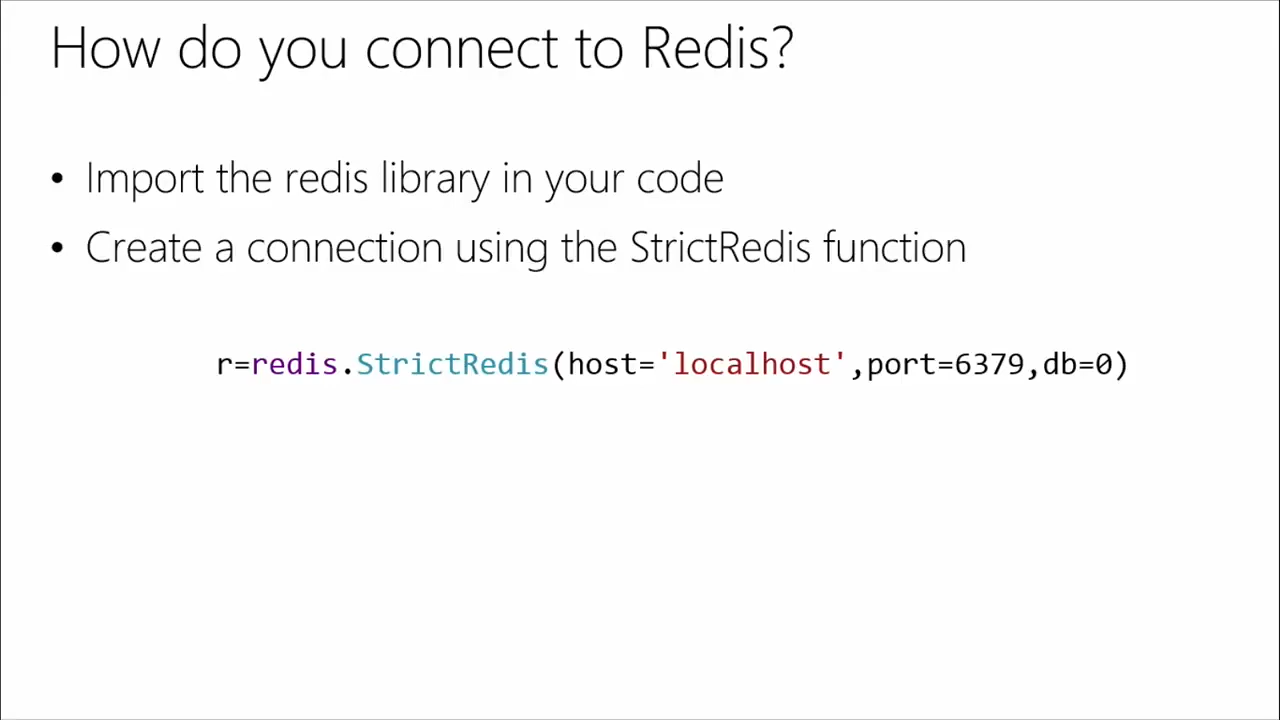 How do you connect to Redis?
• Import the redis library in your code
• Create a connection using the StrictRedis function
r=redis.StrictRedis(host='localhost',port=6379,db=0)